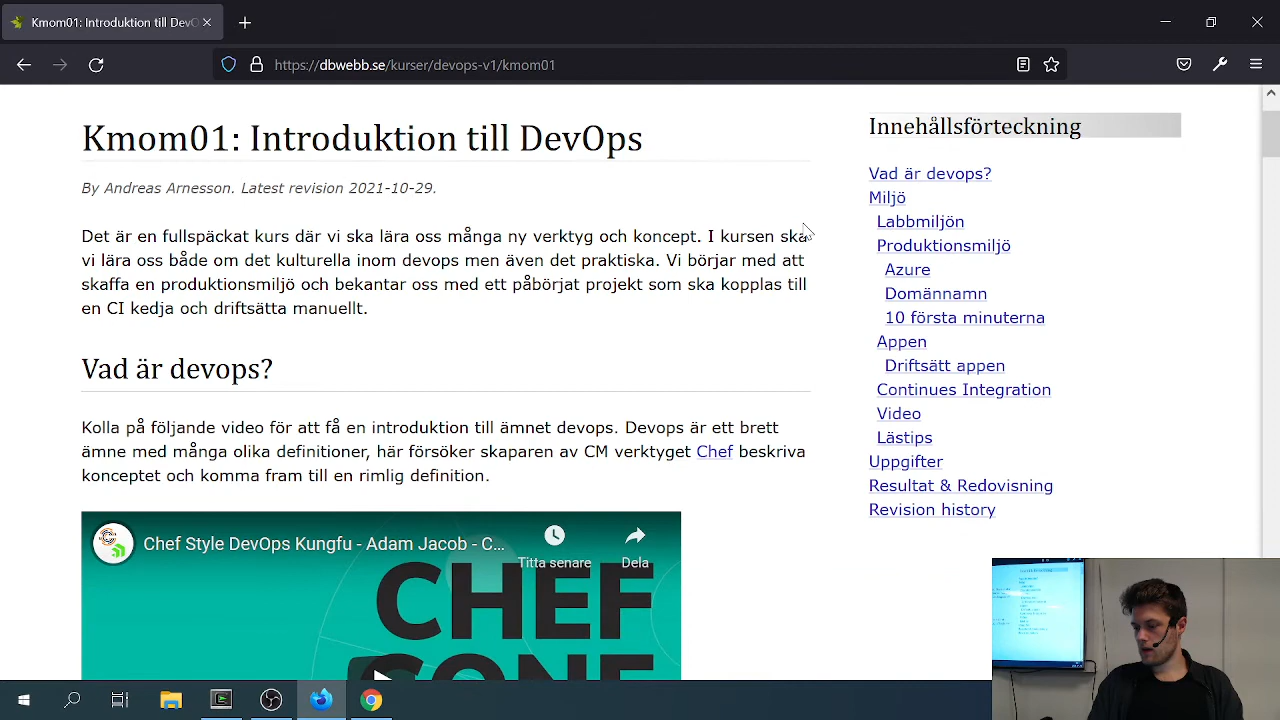 Kmom01: Introduktion till DevO
https://dbwebb.se/kurser/devops-v1/kmom01
Kmom01: Introduktion till DevOps
By Andreas Arnesson. Latest revision 2021-10-29.
Det är en fullspäckat kurs där vi ska lära oss många ny verktyg och koncept. I kursen ska
vi lära oss både om det kulturella inom devops men även det praktiska. Vi börjar med att
skaffa en produktionsmiljö och bekantar oss med ett påbörjat projekt som ska kopplas till
en CI kedja och driftsätta manuellt.
Vad är devops?
Kolla på följande video för att få en introduktion till ämnet devops. Devops är ett brett
ämne med många olika definitioner, här försöker skaparen av CM verktyget Chef beskriva
konceptet och komma fram till en rimlig definition.
Chef Style DevOps Kungfu - Adam Jacob - C...
Titta senare
Dela
CHEF
CONF
Innehållsförteckning
Vad är devops?
Miljö
Labbmiljön
Produktionsmiljö
Azure
Domännamn
10 första minuterna
Appen
Driftsätt appen
Continues Integration
Video
Lästips
Uppgifter
Resultat & Redovisning
Revision history